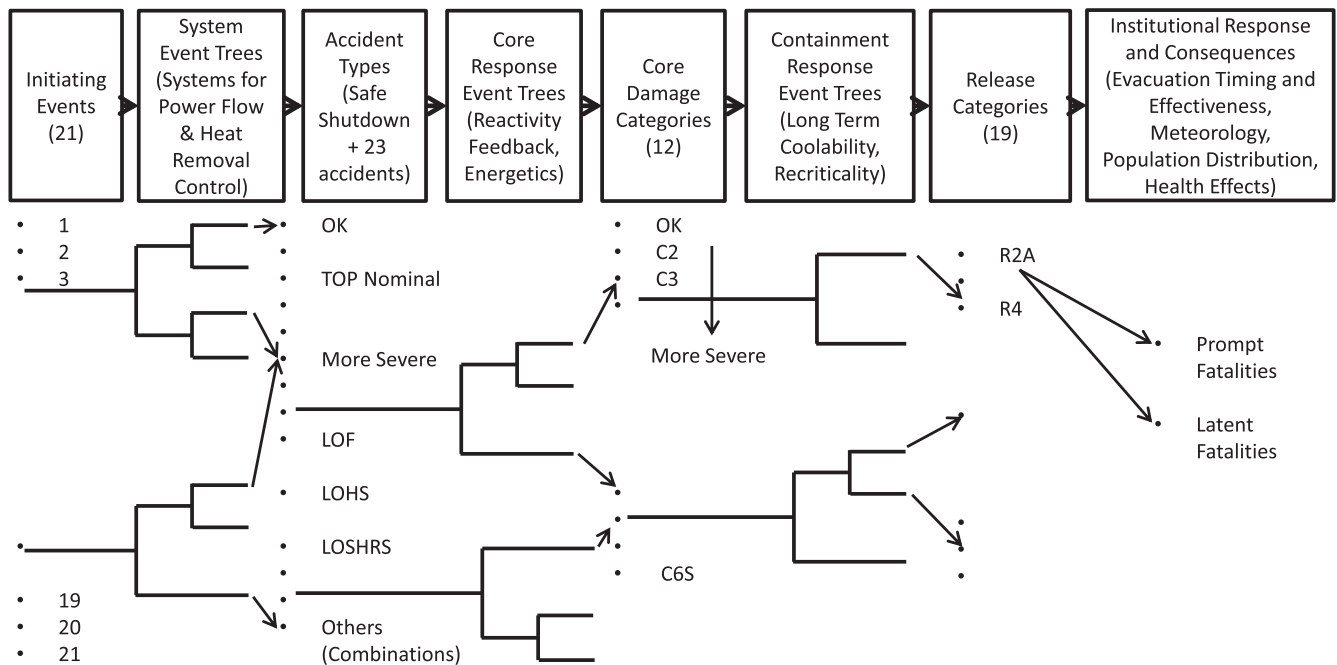 Initiating
Events
(21)
System
Event Trees
(Systems for
Power Flow
& Heat
Removal
Control)
Accident
Types
(Safe
Shutdown
+ 23
accidents)
Core
Response
Event Trees
(Reactivity
Feedback,
Energetics)
Core
Damage
Categories
(12)
Containment
Response
Event Trees
(Long Term
Coolability,
Recriticality)
Release
Categories
(19)
Institutional Response
and Consequences
(Evacuation Timing and
Effectiveness,
Meteorology,
Population Distribution,
Health Effects)
• 1
• 2
• 3
• 19
• 20
• 21
OK
TOP Nominal
More Severe
LOF
LOHS
LOSHRS
Others
(Combinations)
OK
C2
C3
More Severe
C6S
R2A
R4
Prompt
Fatalities
Latent
Fatalities